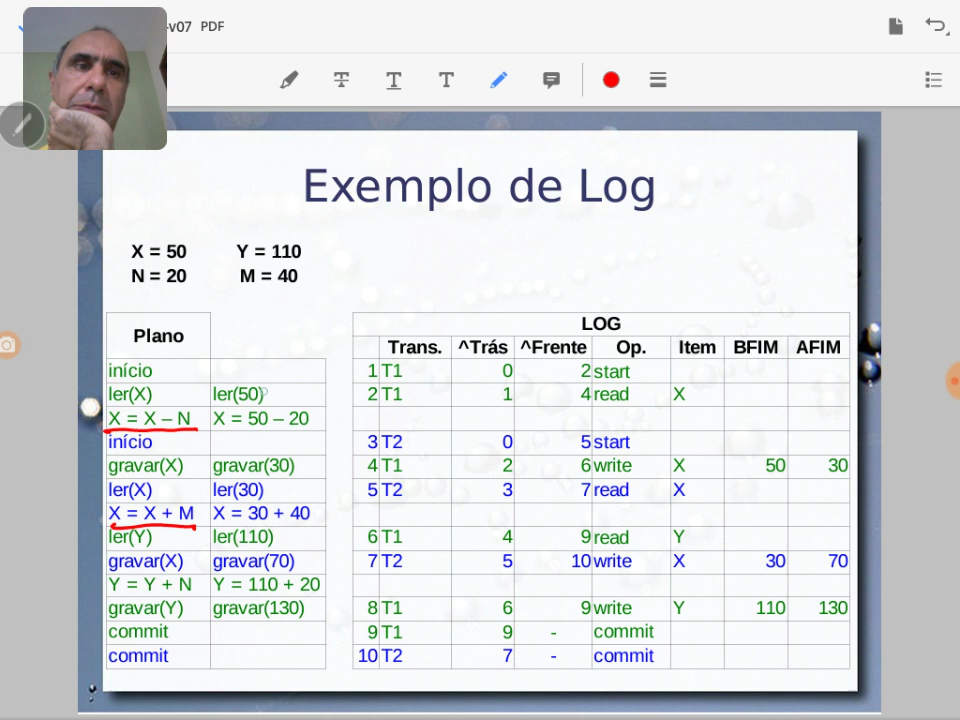 -v07 PDF
Exemplo de Log
X = 50 Y = 110
N = 20 M = 40
Plano
início
ler(X) ler(50)
X = X – N X = 50 – 20
início
gravar(X) gravar(30)
ler(X) ler(30)
X = X + M X = 30 + 40
ler(Y) ler(110)
gravar(X) gravar(70)
Y = Y + N Y = 110 + 20
gravar(Y) gravar(130)
commit
commit
LOG
Trans. ^Trás ^Frente Op. Item BFIM AFIM
1 T1 0 2 start
2 T1 1 4 read X
3 T2 0 5 start
4 T1 2 6 write X 50 30
5 T2 3 7 read X
6 T1 4 9 read Y
7 T2 5 10 write X 30 70
8 T1 6 9 write Y 110 130
9 T1 9 - commit
10 T2 7 - commit